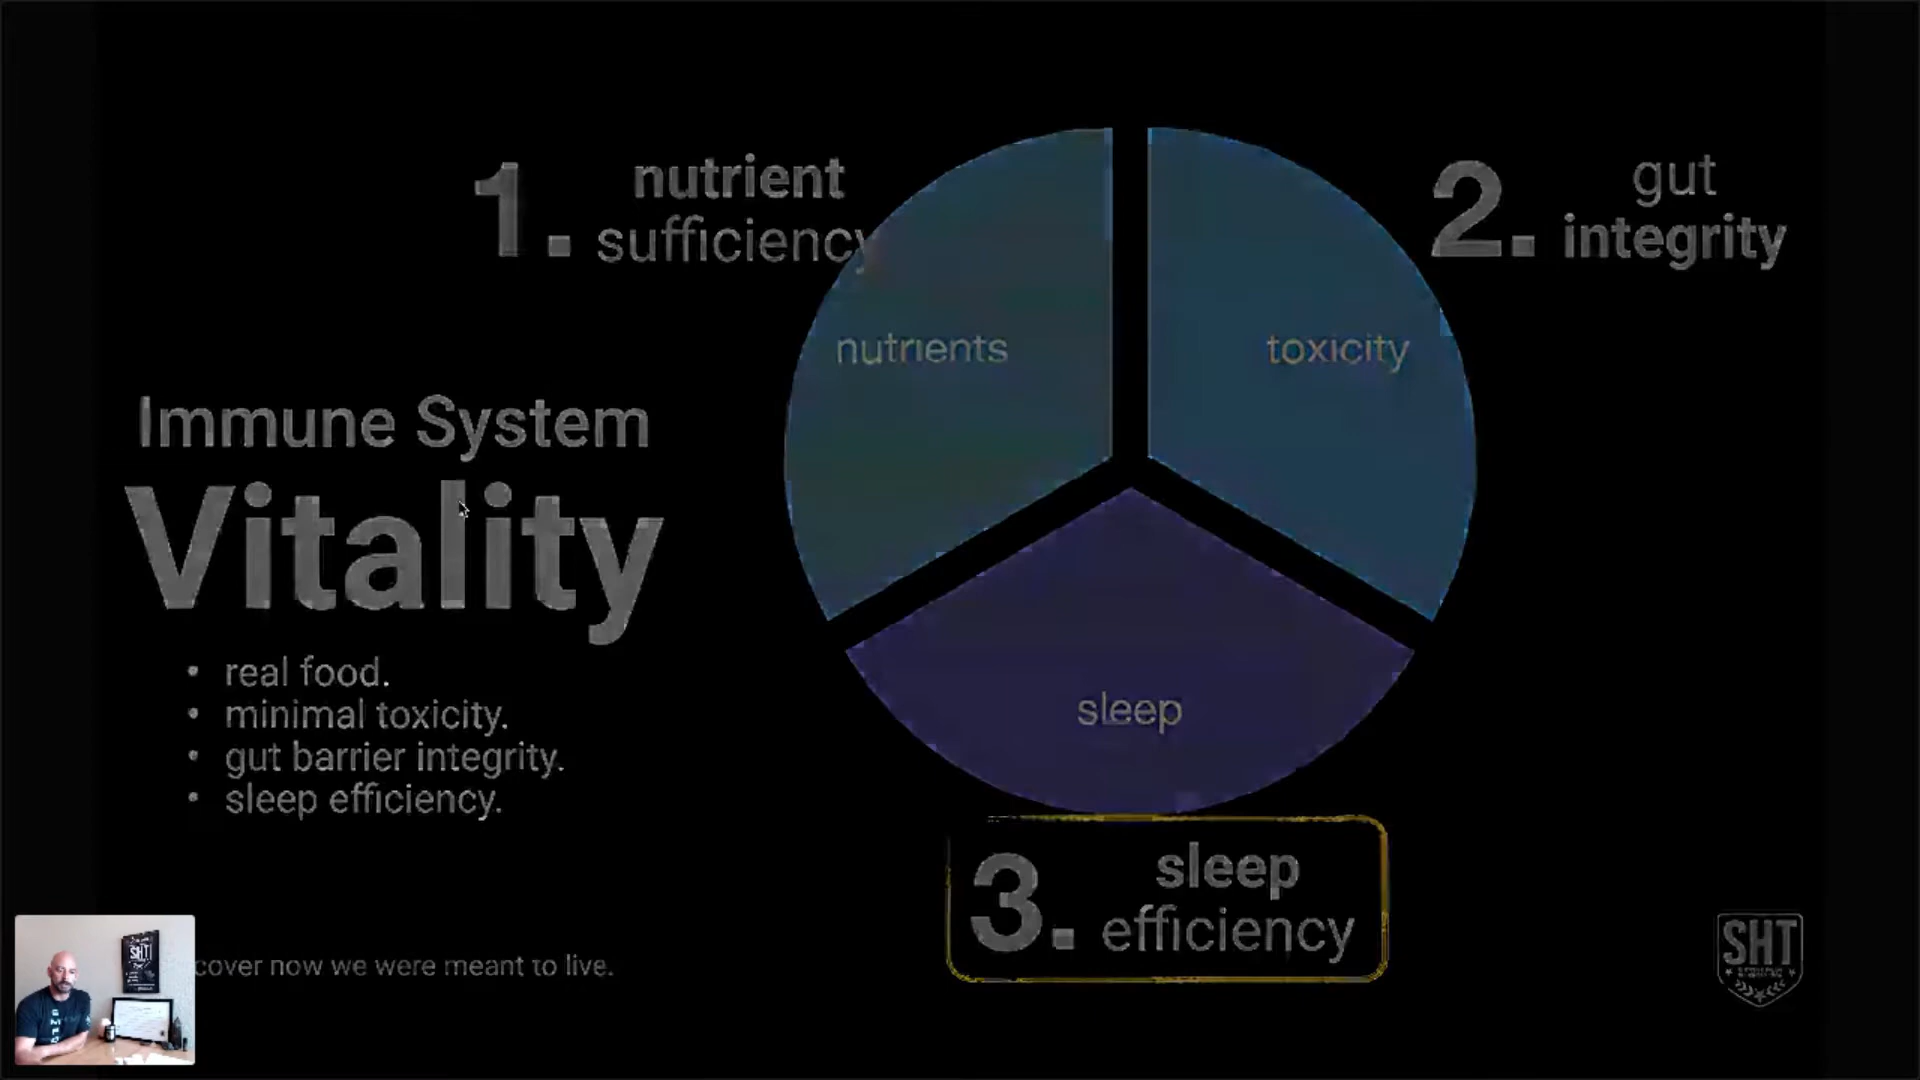 1. nutrient
sufficiency
2. gut
integrity
nutrients
toxicity
Immune System
Vitality
• real food.
• minimal toxicity.
• gut barrier integrity.
• sleep efficiency.
sleep
3. sleep
efficiency
cover now we were meant to live.
SHT
SHT